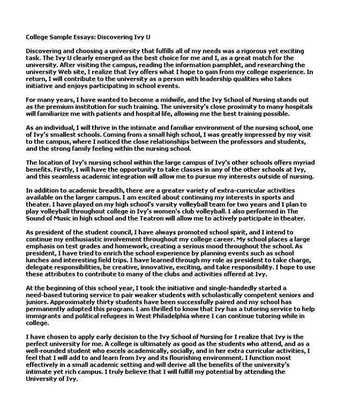 College Sample Essays: Discovering Ivy U
Discovering and choosing a university that fulfills all of my needs was a rigorous yet exciting
task. The Ivy U clearly emerged as the best choice for me and I, as a great match for the
university. After visiting the campus, reading the information pamphlet, and researching the
university Web site, I realize that Ivy offers what I hope to gain from my college experience. In
return, I will contribute to the university as a person with leadership qualities who takes
initiative and enjoys participating in school events.
For many years, I have wanted to become a midwife, and the Ivy School of Nursing stands out
as the premium institution for such training. The university's close proximity to many hospitals
will familiarize me with patients and hospital life, allowing me the best training possible.
As an individual, I will thrive in the intimate and familiar environment of the nursing school, one
of Ivy's smallest schools. Coming from a small high school, I was greatly impressed by my visit
to the campus, where I noticed the close relationships between the professors and students,
and the strong family feeling within the nursing school.
The location of Ivy's nursing school within the large campus of Ivy's other schools offers myriad
benefits. Firstly, I will have the opportunity to take classes in any of the other schools at Ivy,
and this seamless academic integration will allow me to pursue my interests outside of nursing.
In addition to academic breadth, there are a greater variety of extra-curricular activities
available on the larger campus. I am excited about continuing my interests in sports and
theater. I have played on my high school's varsity volleyball team for two years and I plan to
play volleyball throughout college in Ivy's women's club volleyball. I also performed in The
Sound of Music in high school and the Teatron will allow me to actively participate in theater.
As president of the student council, I have always promoted school spirit, and I intend to
continue my enthusiastic involvement throughout my college career. My school places a large
emphasis on test grades and homework, creating a serious mood throughout the school. As
president, I have tried to enrich the school experience by planning events such as school
lunches and interesting field trips. I have learned through my role as president to take charge,
delegate responsibilities, be creative, innovative, exciting, and take responsibility. I hope to use
these attributes to contribute to many of the clubs and activities offered at Ivy.
At the beginning of this school year, I took the initiative and single-handedly started a
need-based tutoring service to pair weaker students with scholastically competent seniors and
juniors. Approximately thirty students have been successfully paired and my school has
permanently adopted this program. I am thrilled to know that Ivy has a tutoring service to help
immigrants and political refugees in West Philadelphia where I can continue tutoring while in
college.
I have chosen to apply early decision to the Ivy School of Nursing for I realize that Ivy is the
perfect university for me. A college is ultimately as good as the students who attend, and as a
well-rounded student who excels academically, socially, and in her extra curricular activities, I
feel that I will add to and learn from Ivy and its flourishing environment. I function most
effectively in a small academic setting and will derive all the benefits of the university's
intimate yet rich campus. I truly believe that I will fulfill my potential by attending the
University of Ivy.